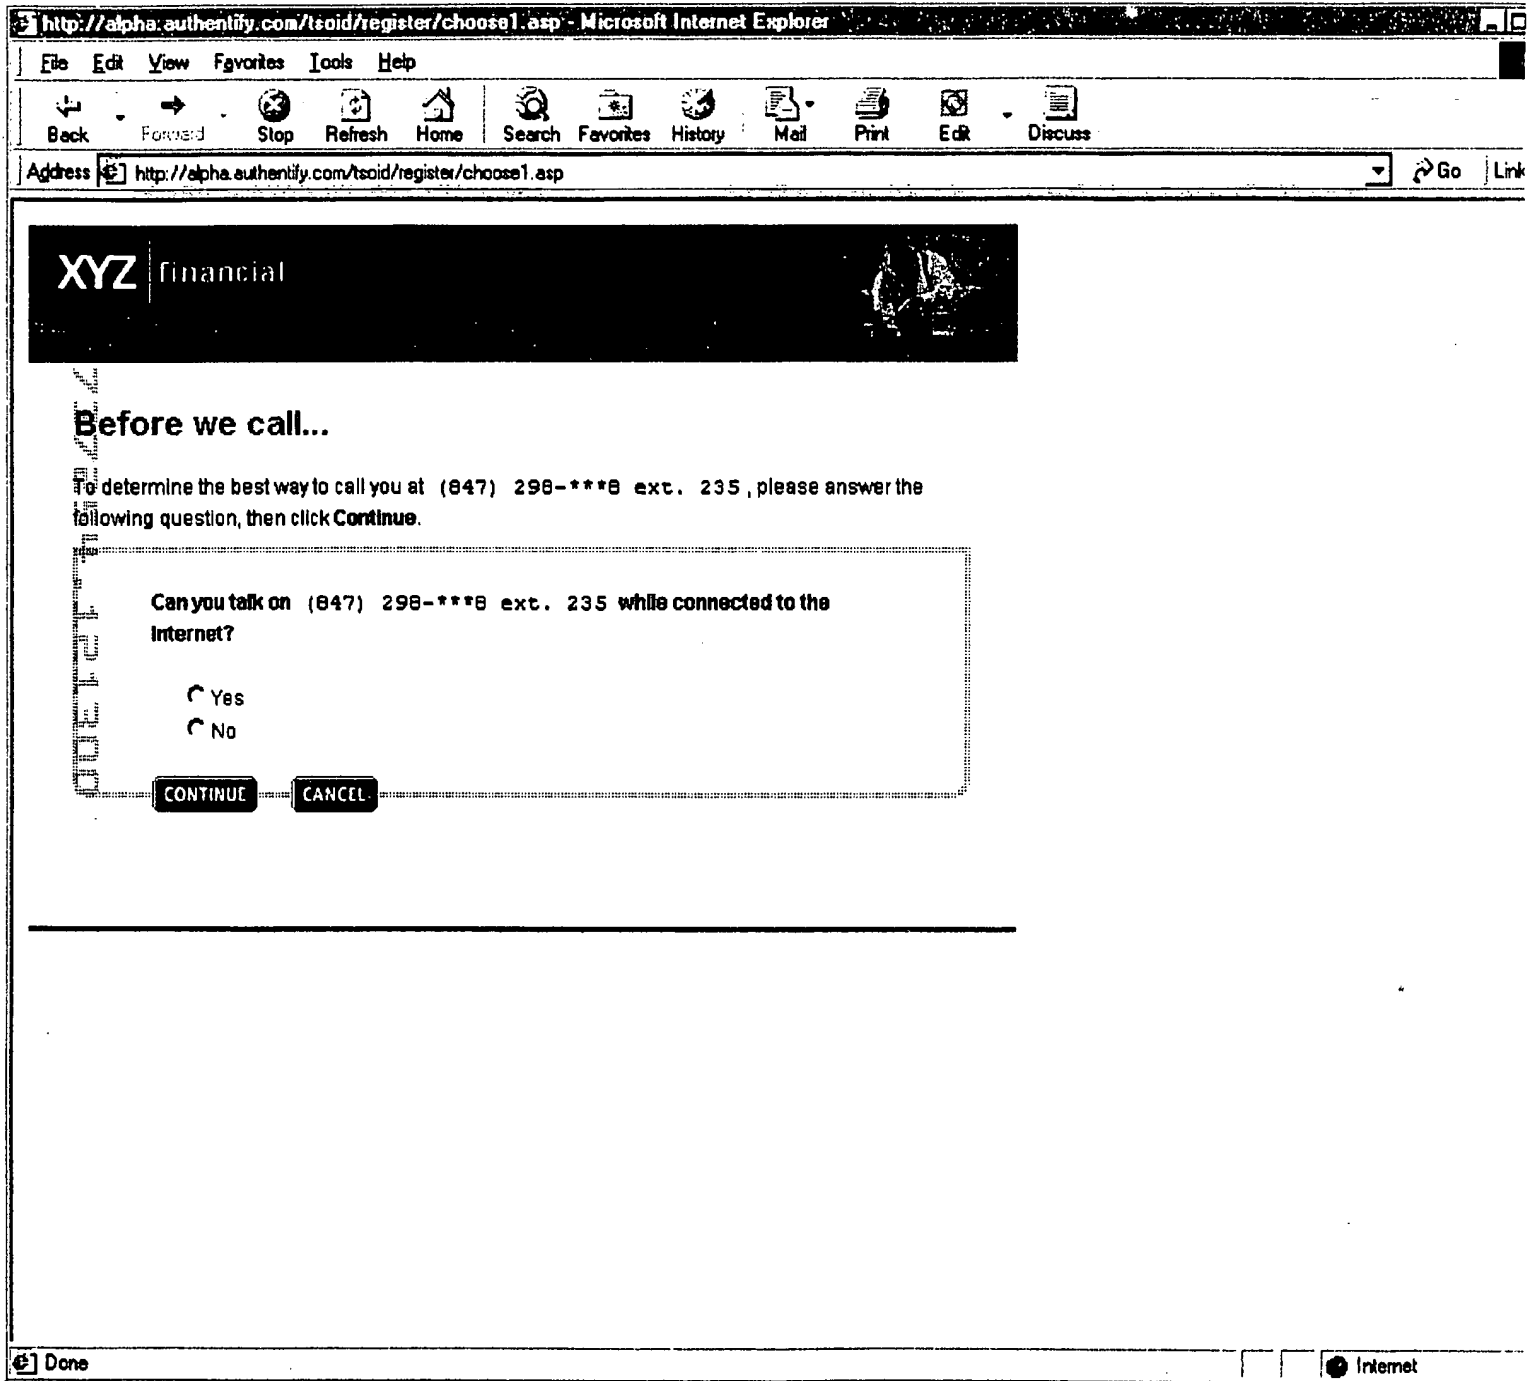 http://alpha.authentify.com/tsoid/register/choose1.asp - Microsoft Internet Explorer
File Edit View Favorites Tools Help
Back Forward Stop Refresh Home Search Favorites History Mail Print Edit Discuss
Address http://alpha.authentify.com/tsoid/register/choose1.asp Go Link
XYZ financial
Before we call...
To determine the best way to call you at (847) 298-***8 ext. 235, please answer the
following question, then click Continue.
Can you talk on (847) 298-***8 ext. 235 while connected to the
Internet?
Yes
No
CONTINUE CANCEL
Done Internet